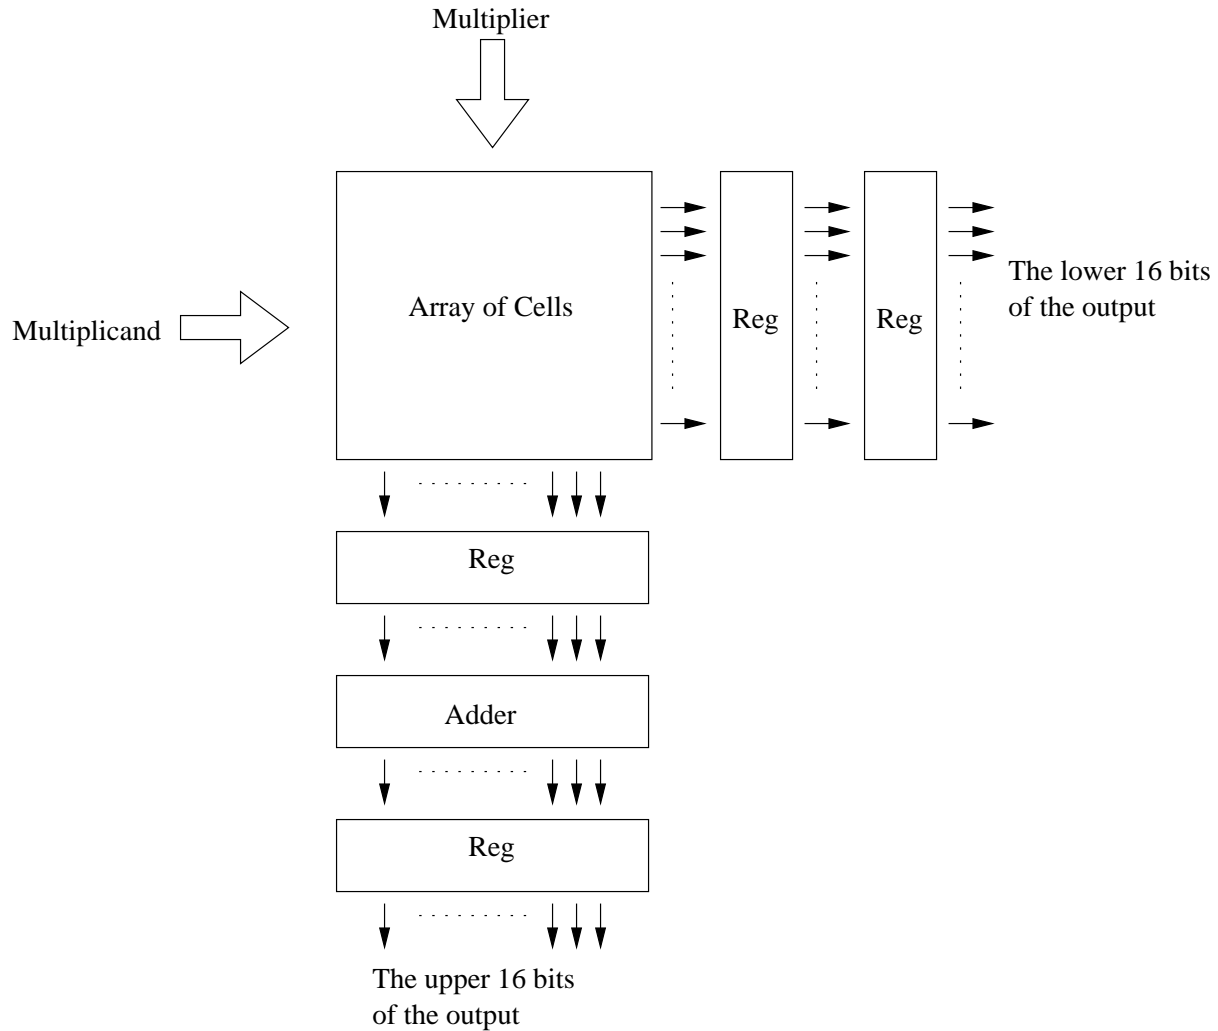 Multiplier
Multiplicand
Array of Cells
Reg
Reg
The lower 16 bits
of the output
Reg
Adder
Reg
The upper 16 bits
of the output